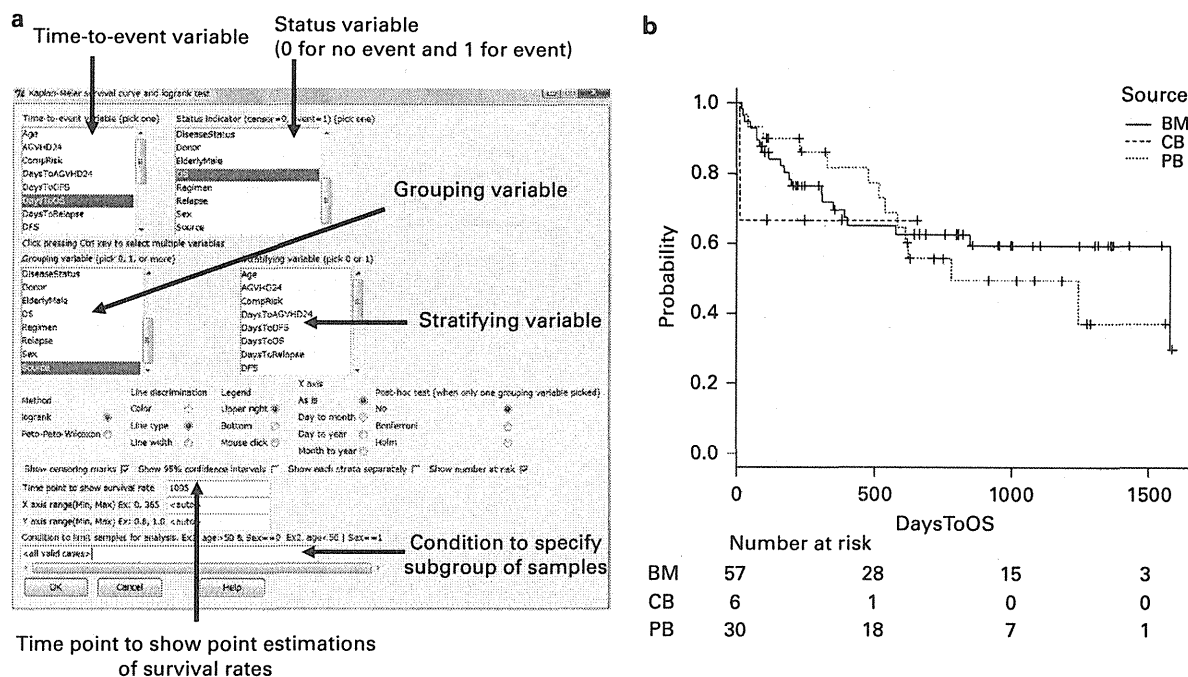 a
Time-to-event variable
Status variable
(0 for no event and 1 for event)
Kaplan-Meier survival curve and logrank test
Time-to-event variable (pick one)
Status indicator (censor=0, event=1) (pick one)
Age
AGVHD24
CompRisk
DaysToAGVHD24
DaysToDFS
DaysToOS
DaysToRelapse
DFS
DiseaseStatus
Donor
ElderlyMale
OS
Regimen
Relapse
Sex
Source
Grouping variable
Click pressing Ctrl key to select multiple variables
Grouping variable (pick 0, 1, or more)
Stratifying variable (pick 0 or 1)
DiseaseStatus
Donor
ElderlyMale
OS
Regimen
Relapse
Sex
Source
Age
AGVHD24
CompRisk
DaysToAGVHD24
DaysToDFS
DaysToOS
DaysToRelapse
DFS
Stratifying variable
Method
logrank
Peto-Peto-Wilcoxon
Line discrimination
Color
Line type
Line width
Legend
Upper right
Bottom
Mouse click
X axis
As is
Day to month
Day to year
Month to year
Post-hoc test (when only one grouping variable picked)
No
Bonferroni
Holm
Show censoring marks
Show 95% confidence intervals
Show each strata separately
Show number at risk
Time point to show survival rate
X axis range(Min, Max) Ex: 0, 365 <auto>
Y axis range(Min, Max) Ex: 0.8, 1.0 <auto>
Condition to limit samples for analysis. Ex1. age>50 & Sex==0 Ex2. age<50 | Sex==1
<all valid cases>
OK
Cancel
Help
Condition to specify
subgroup of samples
Time point to show point estimations
of survival rates
b
Source
BM
CB
PB
Probability
1.0
0.8
0.6
0.4
0.2
0.0
0 500 1000 1500
DaysToOS
Number at risk
BM 57 28 15 3
CB 6 1 0 0
PB 30 18 7 1